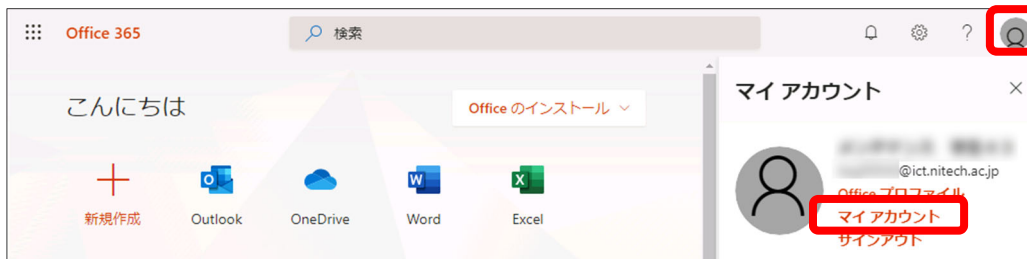 Office 365
検索
?
こんにちは
Office のインストール
新規作成
Outlook
OneDrive
Word
Excel
マイ アカウント
@ict.nitech.ac.jp
Office プロファイル
マイ アカウント
サインアウト